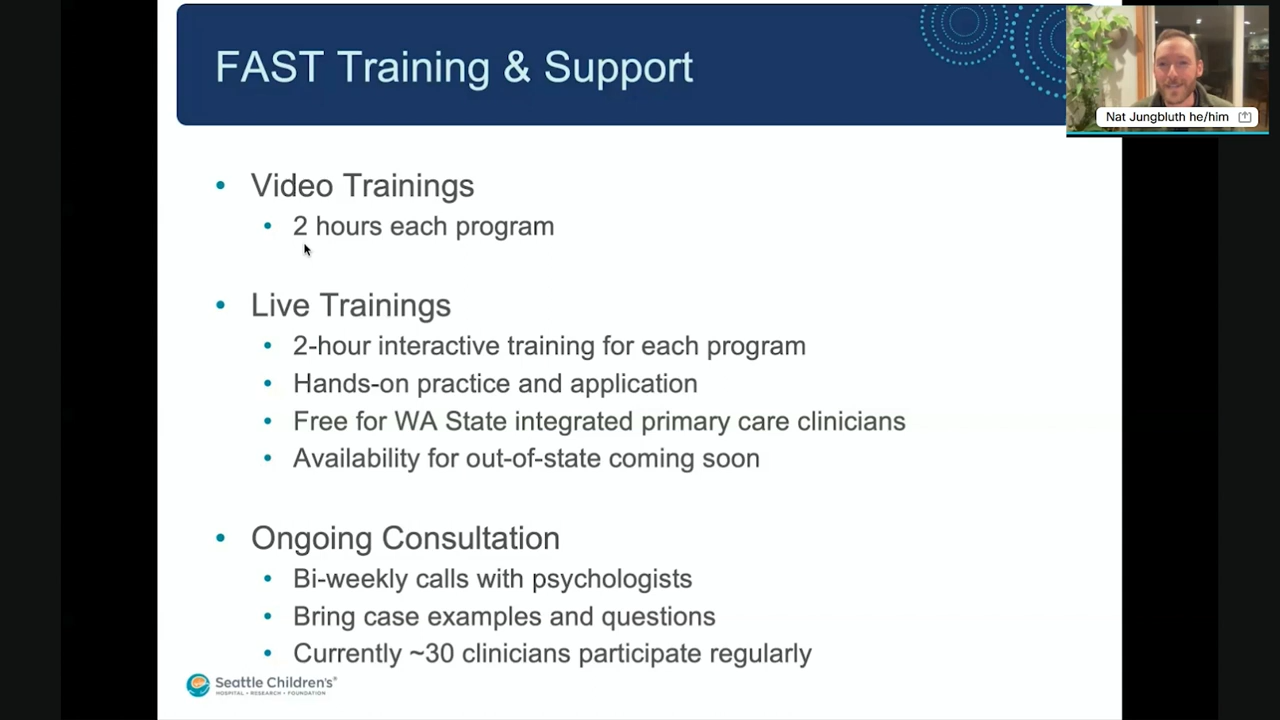 FAST Training & Support
Nat Jungbluth he/him
• Video Trainings
• 2 hours each program
• Live Trainings
• 2-hour interactive training for each program
• Hands-on practice and application
• Free for WA State integrated primary care clinicians
• Availability for out-of-state coming soon
• Ongoing Consultation
• Bi-weekly calls with psychologists
• Bring case examples and questions
• Currently ~30 clinicians participate regularly
Seattle Children's®
HOSPITAL • RESEARCH • FOUNDATION